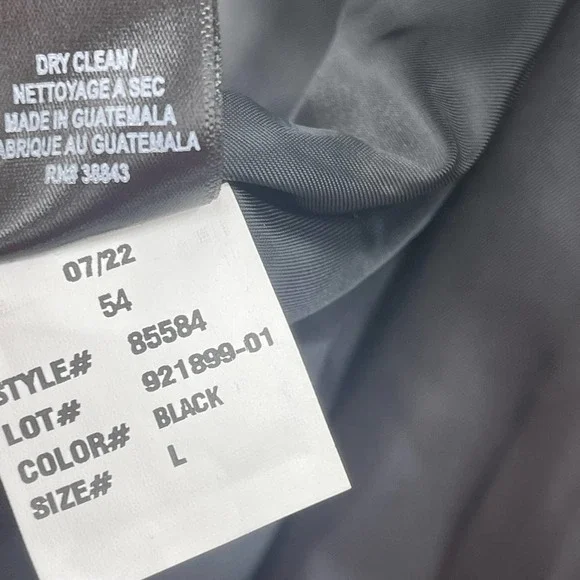 DRY CLEAN/
NETTOYAGE A SEC
MADE IN GUATEMALA
ABRIQUE AU GUATEMALA
RN# 38843
07/22
54
STYLE# 85584
LOT# 921899-01
COLOR# BLACK
SIZE# L